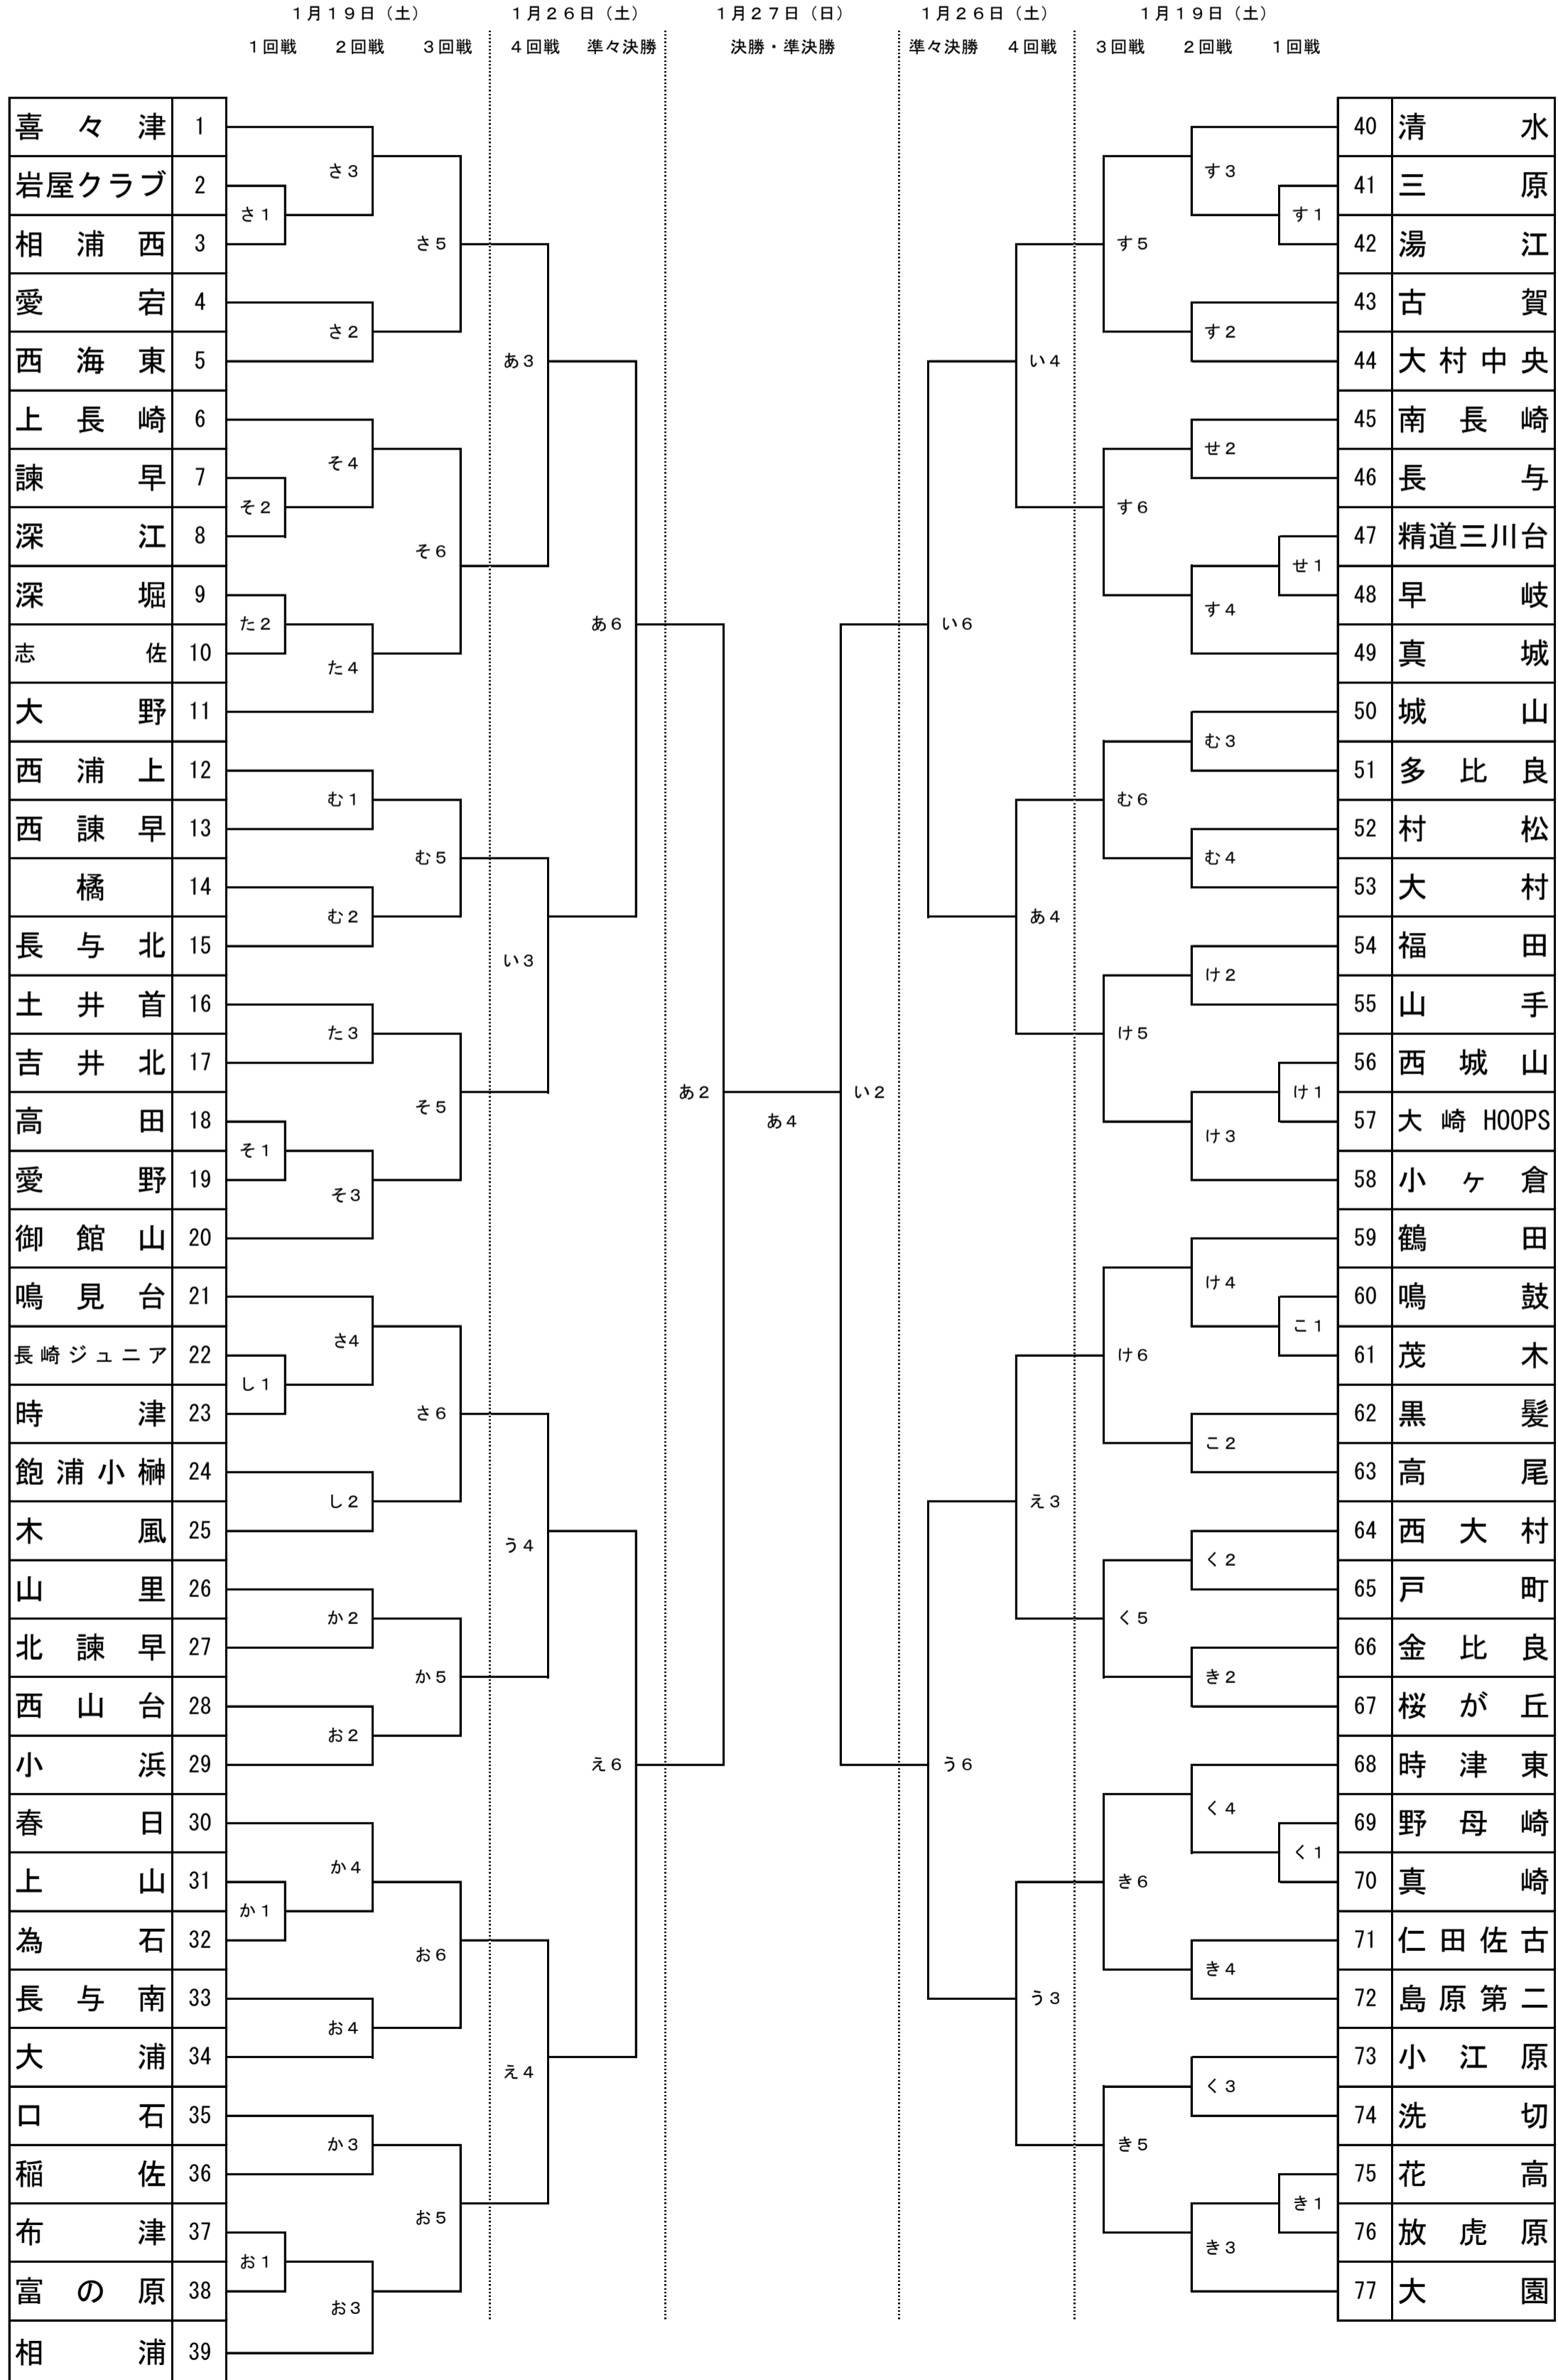 １月１９日（土） １月２６日（土） １月２７日（日） １月２６日（土） １月１９日（土）
１回戦 ２回戦 ３回戦 ４回戦 準々決勝 決勝・準決勝 準々決勝 ４回戦 ３回戦 ２回戦 １回戦
喜々津 1
岩屋クラブ 2
相浦西 3
愛宕 4
西海東 5
上長崎 6
諫早 7
深江 8
深堀 9
志佐 10
大野 11
西浦上 12
西諫早 13
橘 14
長与北 15
土井首 16
吉井北 17
高田 18
愛野 19
御館山 20
鳴見台 21
長崎ジュニア 22
時津 23
飽浦小榊 24
木風 25
山里 26
北諫早 27
西山台 28
小浜 29
春日 30
上山 31
為石 32
長与南 33
大浦 34
口石 35
稲佐 36
布津 37
富の原 38
相浦 39
さ１
そ２
た２
そ１
し１
か１
お１
さ３
さ２
そ４
た４
む１
む２
た３
そ３
さ４
し２
か２
お２
か４
お４
か３
お３
さ５
そ６
む５
そ５
さ６
か５
お６
お５
あ３
い３
う４
え４
あ６
え６
あ２
あ４
い２
い６
う６
い４
あ４
え３
う３
す５
す６
む６
け５
け６
く５
き６
き５
す３
す２
せ２
す４
む３
む４
け２
け３
け４
こ２
く２
き２
く４
き４
く３
き３
す１
せ１
け１
こ１
く１
き１
40 清水
41 三原
42 湯江
43 古賀
44 大村中央
45 南長崎
46 長与
47 精道三川台
48 早岐
49 真城
50 城山
51 多比良
52 村松
53 大村
54 福田
55 山手
56 西城山
57 大崎HOOPS
58 小ヶ倉
59 鶴田
60 鳴鼓
61 茂木
62 黒髪
63 高尾
64 西大村
65 戸町
66 金比良
67 桜が丘
68 時津東
69 野母崎
70 真崎
71 仁田佐古
72 島原第二
73 小江原
74 洗切
75 花高
76 放虎原
77 大園